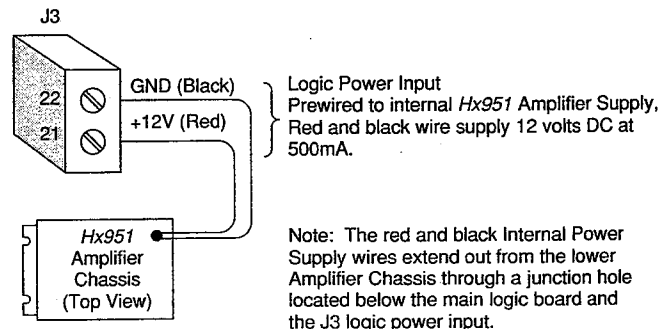 J3
22
GND (Black)
21
+12V (Red)
Logic Power Input
Prewired to internal Hx951 Amplifier Supply,
Red and black wire supply 12 volts DC at
500mA.
Hx951
Amplifier
Chassis
(Top View)
Note: The red and black Internal Power
Supply wires extend out from the lower
Amplifier Chassis through a junction hole
located below the main logic board and
the J3 logic power input.